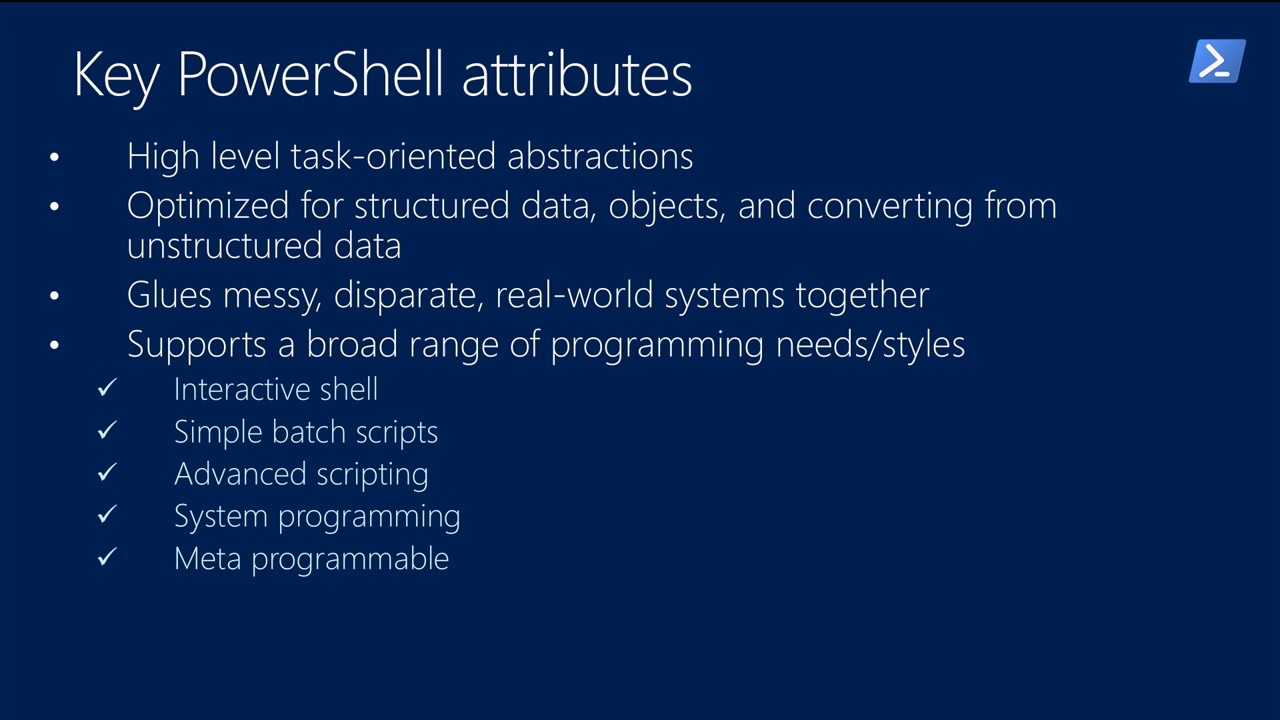 Key PowerShell attributes
• High level task-oriented abstractions
• Optimized for structured data, objects, and converting from
unstructured data
• Glues messy, disparate, real-world systems together
• Supports a broad range of programming needs/styles
✓ Interactive shell
✓ Simple batch scripts
✓ Advanced scripting
✓ System programming
✓ Meta programmable